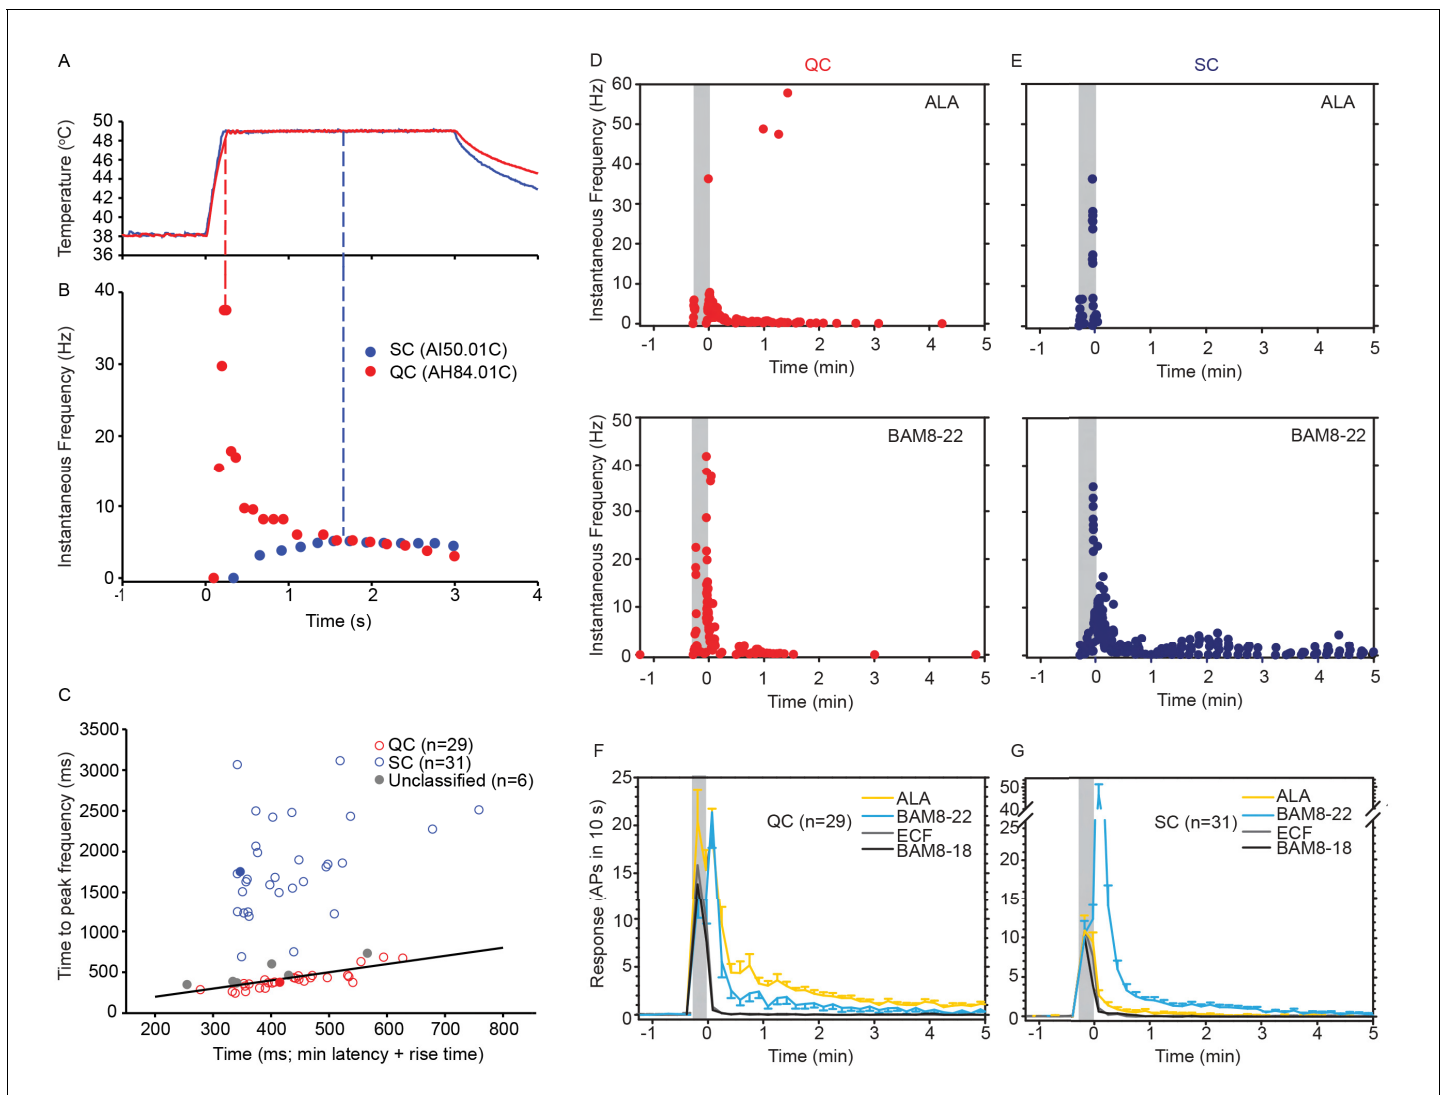 A
Temperature (°C)
50
48
46
44
42
40
38
36
-1 0 1 2 3 4
B
Instantaneous Frequency (Hz)
40
30
20
10
0
SC (AI50.01C)
QC (AH84.01C)
-1 0 1 2 3 4
Time (s)
C
Time to peak frequency (ms)
3500
3000
2500
2000
1500
1000
500
0
QC (n=29)
SC (n=31)
Unclassified (n=6)
200 300 400 500 600 700 800
Time (ms; min latency + rise time)
D
QC
Instantaneous Frequency (Hz)
60
50
40
30
20
10
0
ALA
-1 0 1 2 3 4 5
Time (min)
Instantaneous Frequency (Hz)
50
40
30
20
10
0
BAM8-22
-1 0 1 2 3 4 5
Time (min)
E
SC
ALA
-1 0 1 2 3 4 5
Time (min)
BAM8-22
-1 0 1 2 3 4 5
Time (min)
F
Response (APs in 10 s)
25
20
15
10
5
0
QC (n=29)
ALA
BAM8-22
ECF
BAM8-18
-1 0 1 2 3 4 5
Time (min)
G
50
40
25
20
15
10
5
0
SC (n=31)
ALA
BAM8-22
ECF
BAM8-18
-1 0 1 2 3 4 5
Time (min)